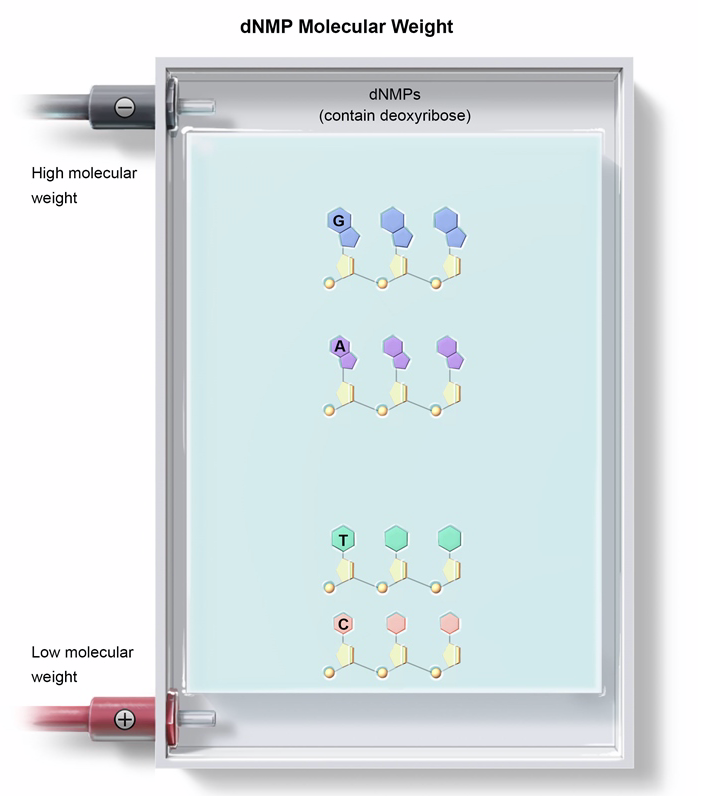 dNMP Molecular Weight
dNMPs
(contain deoxyribose)
−
High molecular
weight
G
A
T
C
Low molecular
weight
+